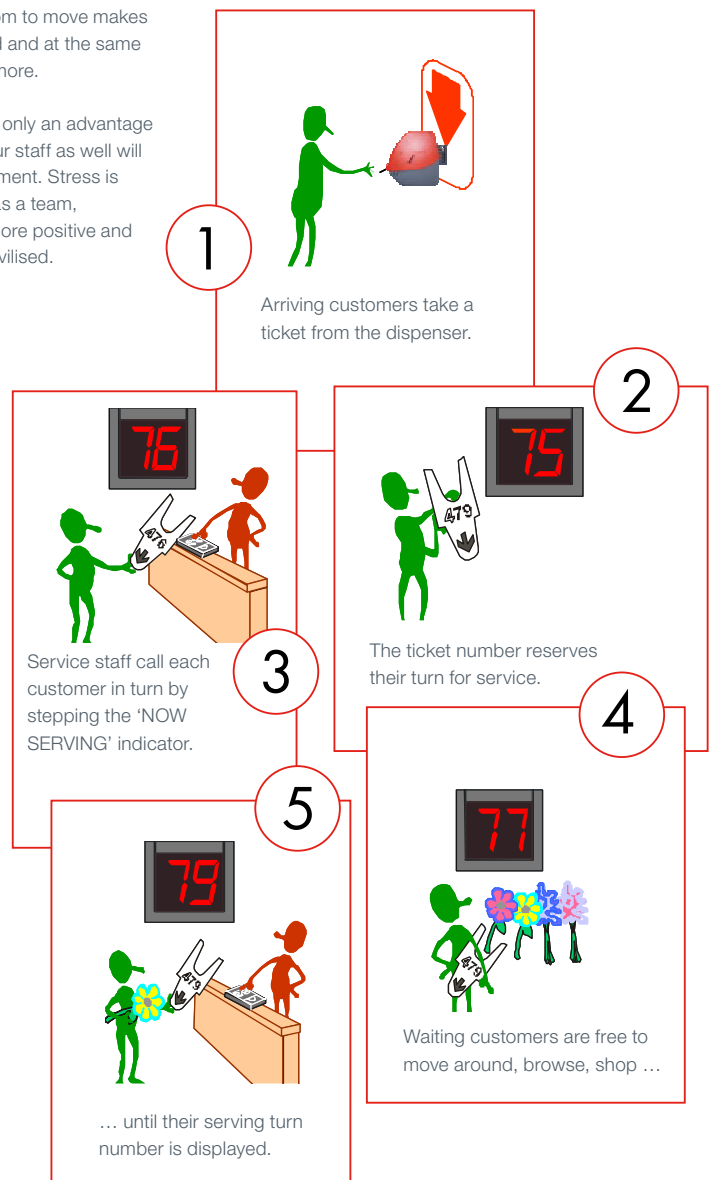 om to move makes
and at the same
more.
only an advantage
ur staff as well will
ment. Stress is
as a team,
ore positive and
vilised.
1
Arriving customers take a
ticket from the dispenser.
2
75
479
The ticket number reserves
their turn for service.
3
76
476
Service staff call each
customer in turn by
stepping the ‘NOW
SERVING’ indicator.
4
77
479
Waiting customers are free to
move around, browse, shop …
5
79
479
… until their serving turn
number is displayed.